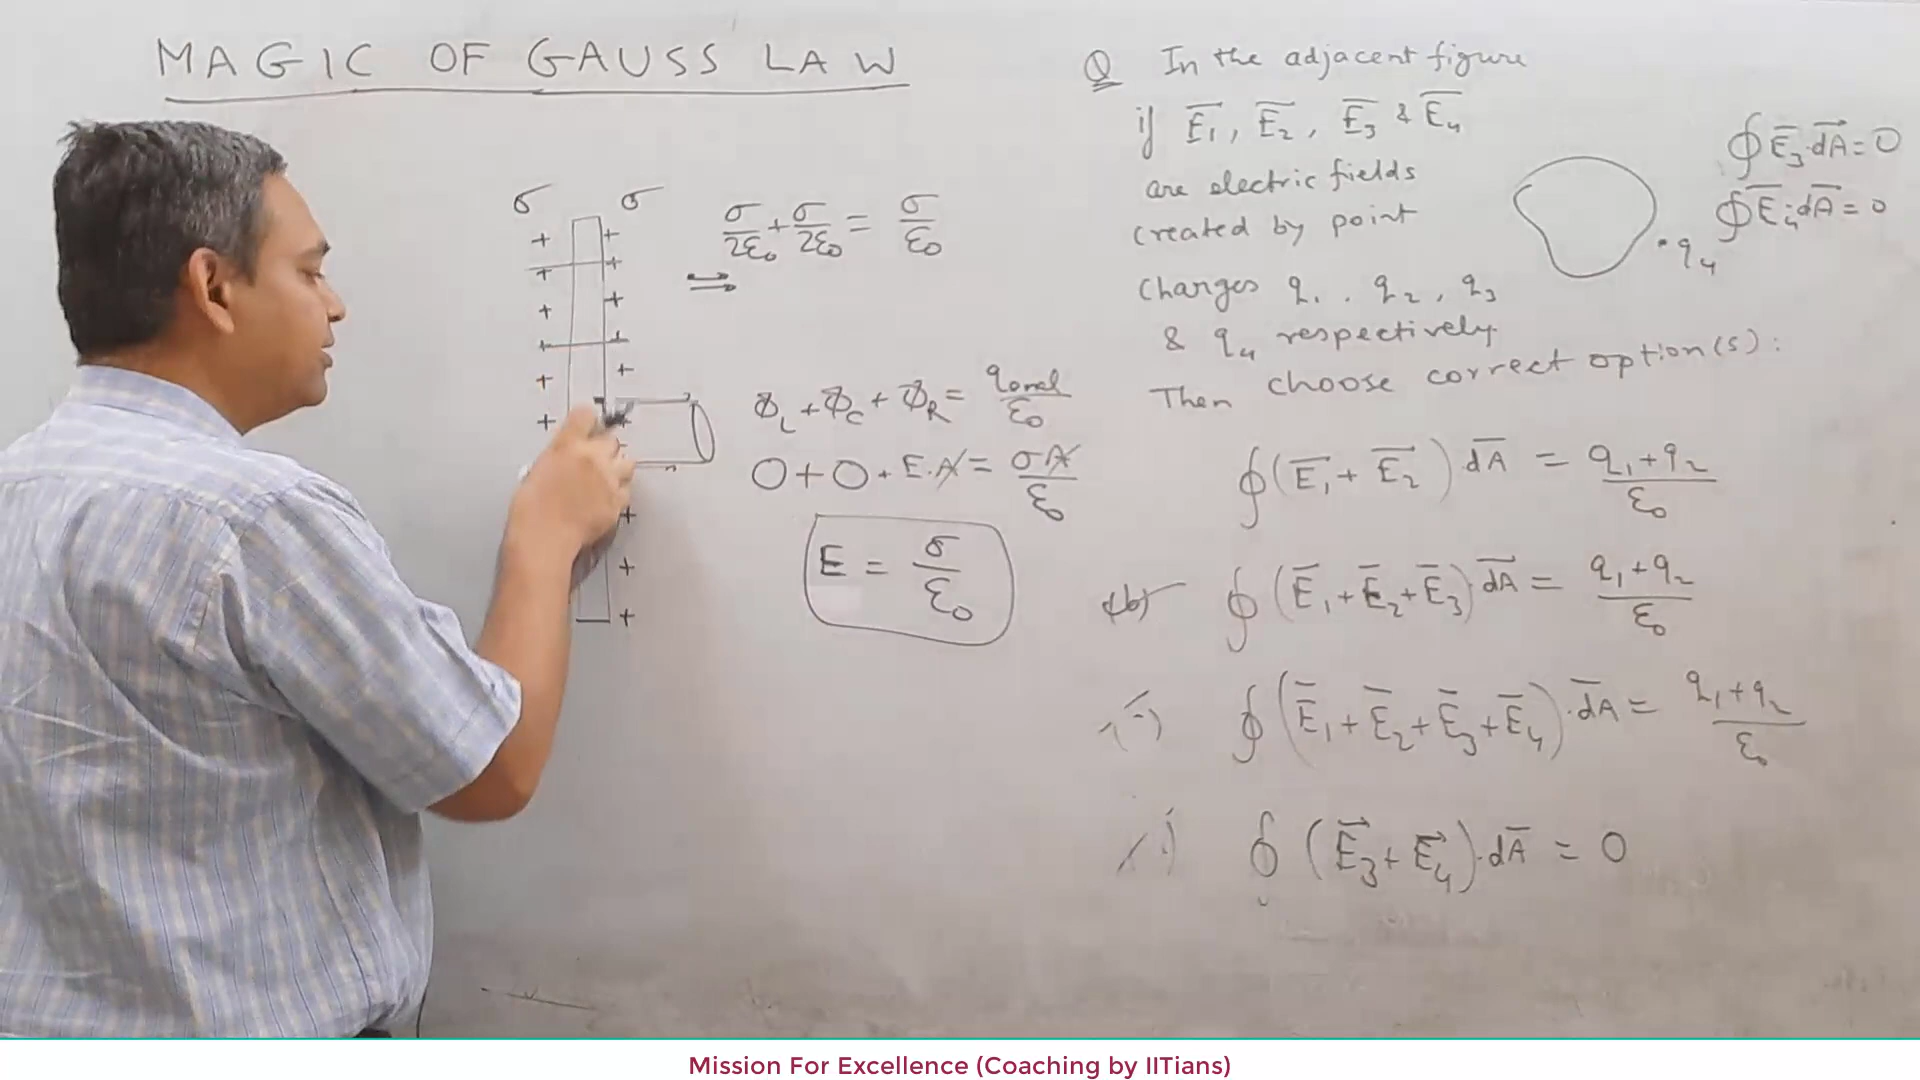 MAGIC OF GAUSS LAW
σ σ
σ/2ε₀ + σ/2ε₀ = σ/ε₀
⇒
ϕ_L + ϕ_C + ϕ_R = q_encl/ε₀
0 + 0 + E.A = σA/ε₀
E = σ/ε₀
Q In the adjacent figure
if E₁, E₂, E₃ & E₄
are electric fields
created by point
charges q₁, q₂, q₃
& q₄ respectively
Then choose correct option(s):
∮E₃.dA = 0
∮E₄.dA = 0
q₄
∮(E₁ + E₂) dA = q₁+q₂/ε₀
(b) ∮(E₁+E₂+E₃) dA = q₁+q₂/ε₀
∮(E₁+E₂+E₃+E₄).dA = q₁+q₂/ε₀
∮(E₃+E₄).dA = 0
Mission For Excellence (Coaching by IITians)